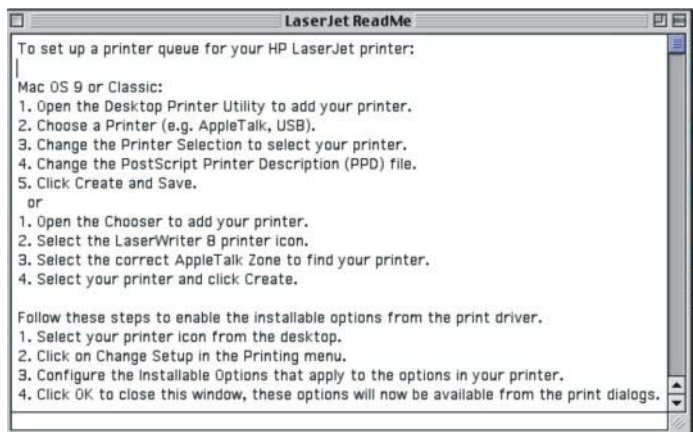 LaserJet ReadMe
To set up a printer queue for your HP LaserJet printer:
Mac OS 9 or Classic:
1. Open the Desktop Printer Utility to add your printer.
2. Choose a Printer (e.g. AppleTalk, USB).
3. Change the Printer Selection to select your printer.
4. Change the PostScript Printer Description (PPD) file.
5. Click Create and Save.
or
1. Open the Chooser to add your printer.
2. Select the LaserWriter 8 printer icon.
3. Select the correct AppleTalk Zone to find your printer.
4. Select your printer and click Create.
Follow these steps to enable the installable options from the print driver.
1. Select your printer icon from the desktop.
2. Click on Change Setup in the Printing menu.
3. Configure the Installable Options that apply to the options in your printer.
4. Click OK to close this window, these options will now be available from the print dialogs.